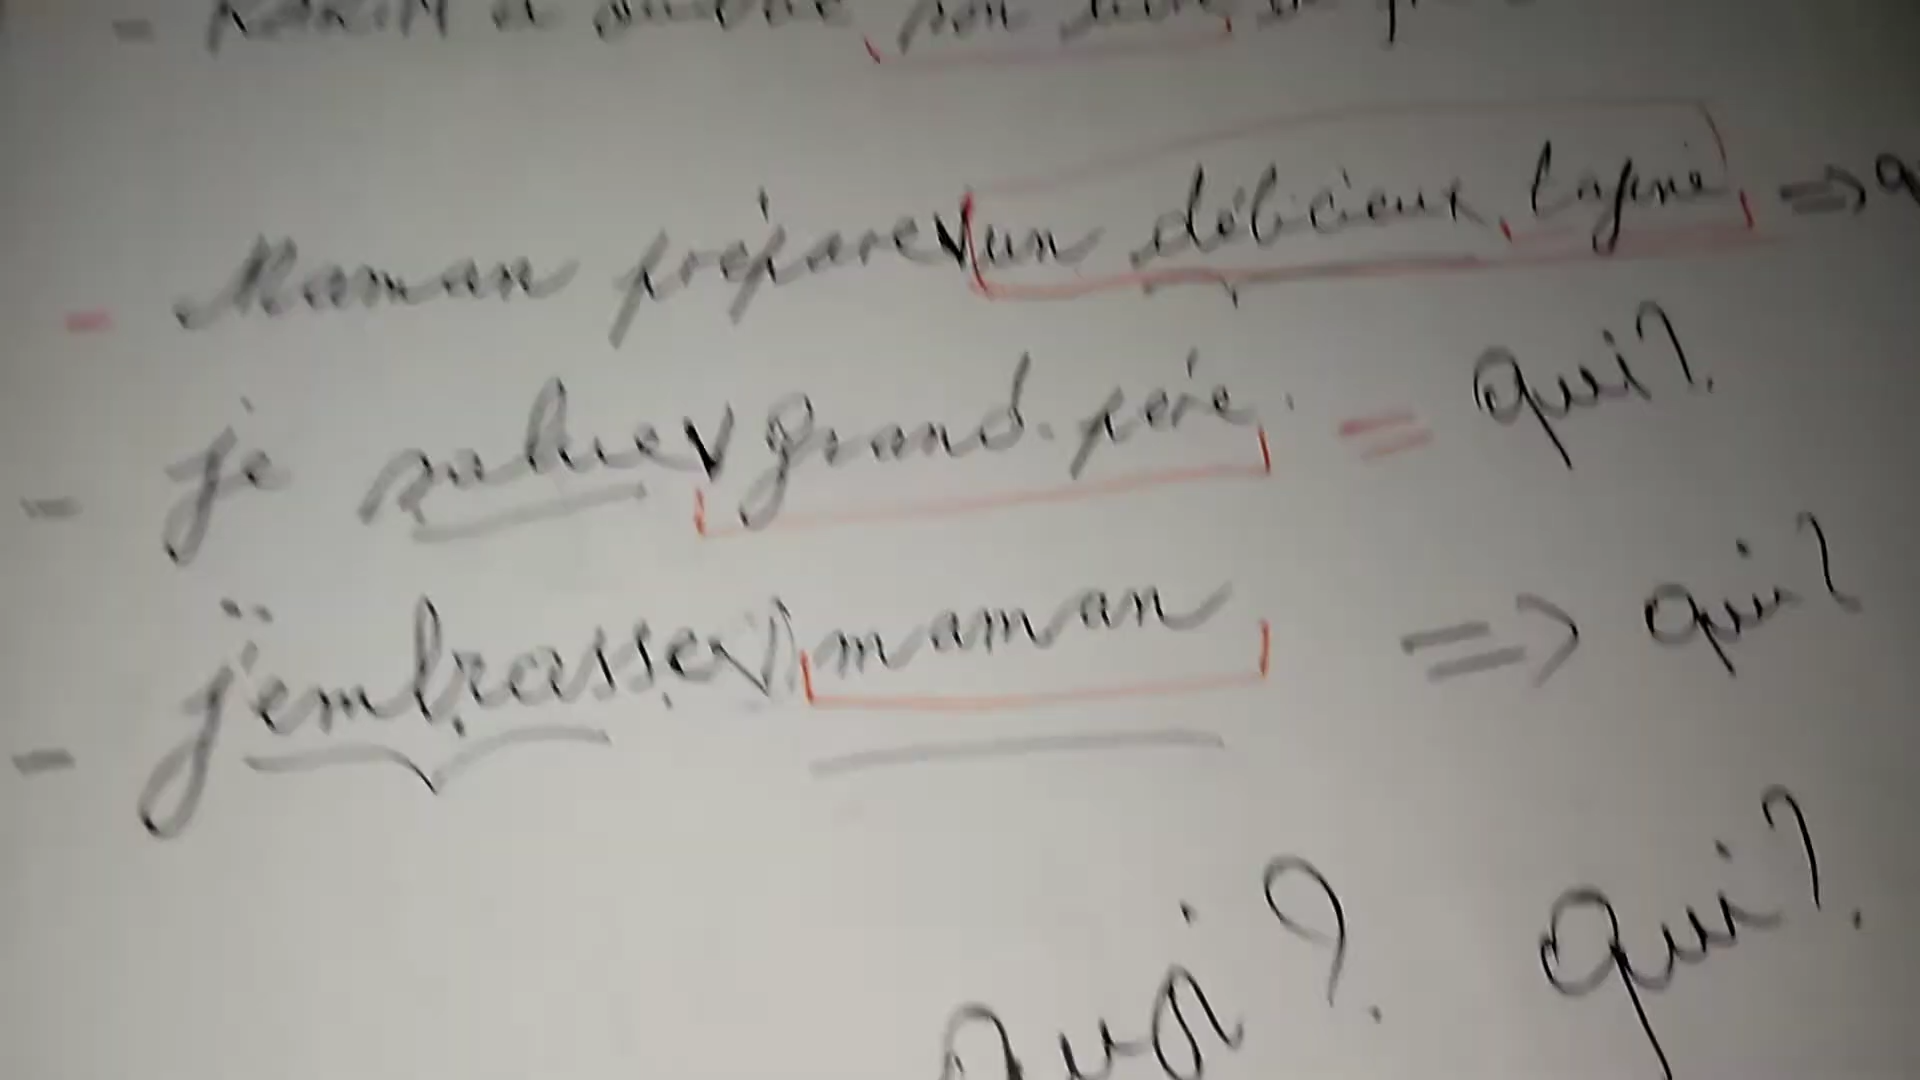 - Maman prépare un délicieux tajine =>
- je salue grand-père. = qui?
- j'embrasse maman => qui?
quoi? qui?